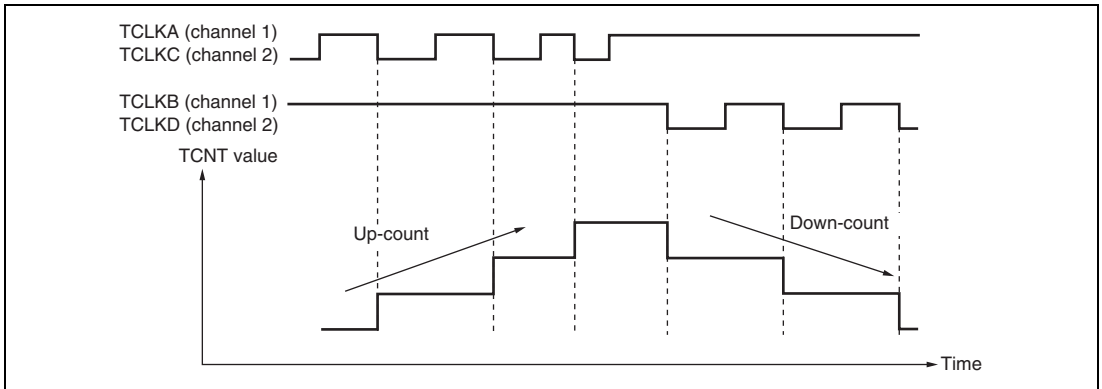 TCLKA (channel 1)
TCLKC (channel 2)
TCLKB (channel 1)
TCLKD (channel 2)
TCNT value
Up-count
Down-count
Time